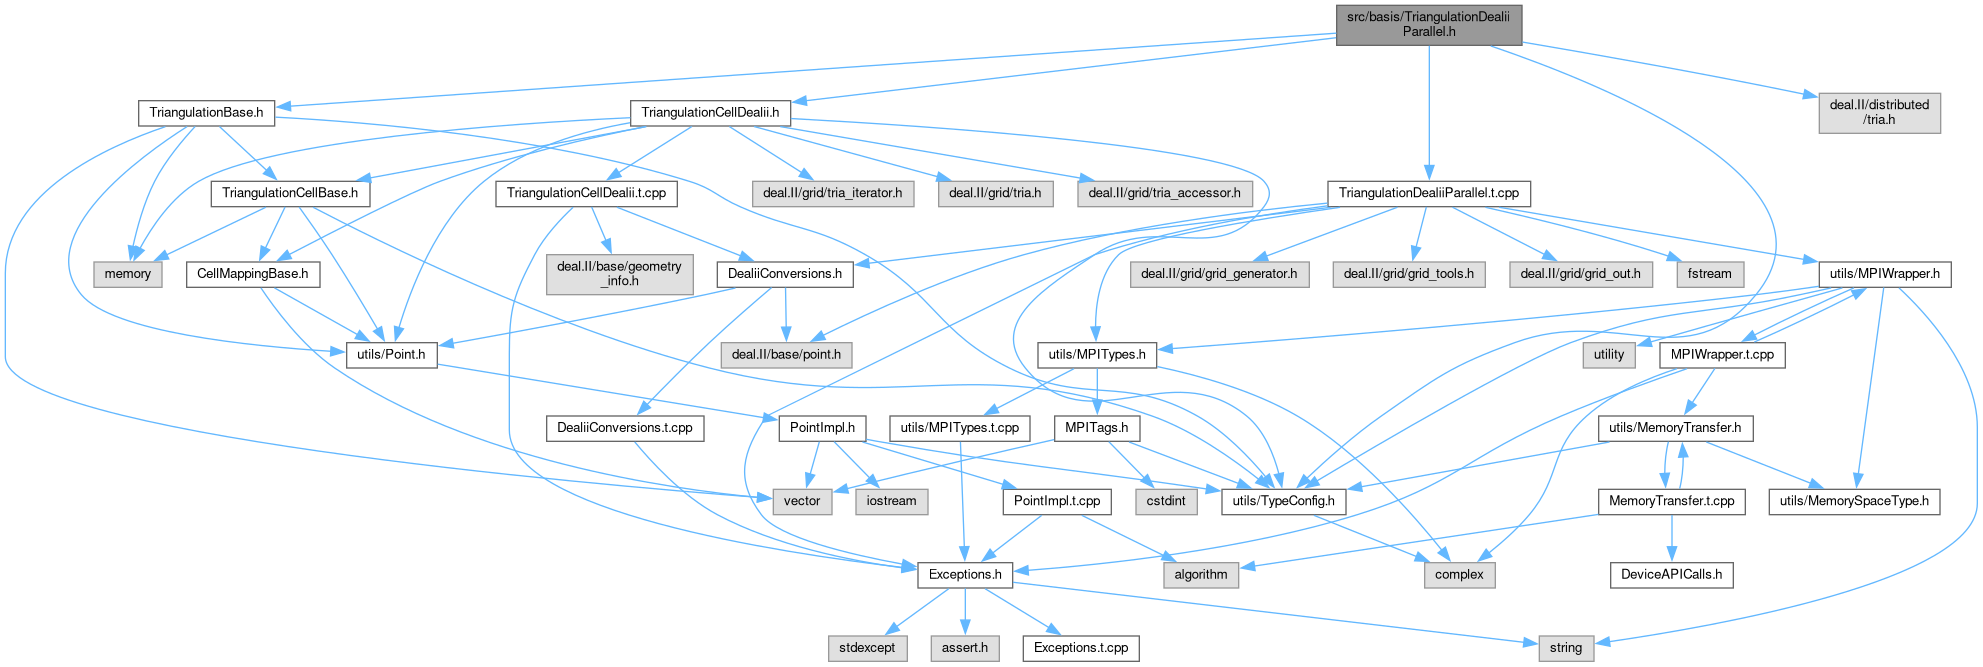 src/basis/TriangulationDealii
Parallel.h
TriangulationBase.h
TriangulationCellDealii.h
deal.II/distributed
/tria.h
TriangulationCellBase.h
TriangulationCellDealii.t.cpp
deal.II/grid/tria_iterator.h
deal.II/grid/tria.h
deal.II/grid/tria_accessor.h
TriangulationDealiiParallel.t.cpp
memory
CellMappingBase.h
deal.II/base/geometry
_info.h
DealiiConversions.h
deal.II/grid/grid_generator.h
deal.II/grid/grid_tools.h
deal.II/grid/grid_out.h
fstream
utils/MPIWrapper.h
utils/Point.h
deal.II/base/point.h
utils/MPITypes.h
utility
MPIWrapper.t.cpp
DealiiConversions.t.cpp
PointImpl.h
utils/MPITypes.t.cpp
MPITags.h
utils/MemoryTransfer.h
vector
iostream
PointImpl.t.cpp
cstdint
utils/TypeConfig.h
MemoryTransfer.t.cpp
utils/MemorySpaceType.h
Exceptions.h
algorithm
complex
DeviceAPICalls.h
stdexcept
assert.h
Exceptions.t.cpp
string